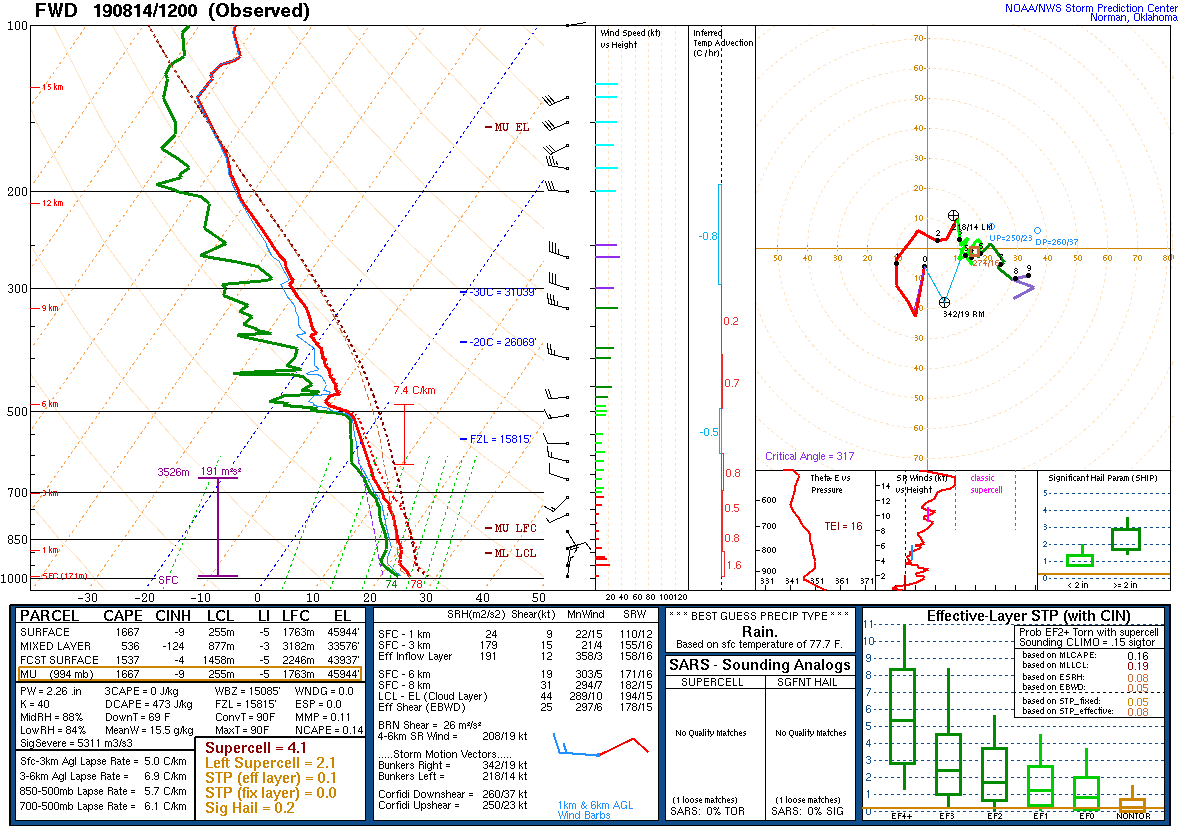 FWD 190814/1200 (Observed)
NOAA/NWS Storm Prediction Center
Norman, Oklahoma
100
200
300
400
500
700
850
1000
15 km
12 km
9 km
6 km
3 km
1 km
SFC (171m)
MU EL
-30C = 31039'
-20C = 26069'
7.4 C/km
FZL = 15815'
3526m 191 m²s²
SFC
MU LFC
ML LCL
74 78
-30 -20 -10 0 10 20 30 40 50
Wind Speed (kt)
vs Height
20 40 60 80 100 120
Inferred
Temp Advection
(C / hr)
-0.8
0.2
0.7
-0.5
0.8
0.5
0.8
1.6
70
60
50
40
30
20
10
50 40 30 20 10
10 20 30 40 50 60 70 80
10
20
30
40
50
60
70
218/14 LM
UP=250/23
DP=260/37
342/19 RM
Critical Angle = 317
Theta-E vs
Pressure
600
700
800
900
TEI = 16
331 341 351 361 371
SR Winds (kt)
vs Height
14
12
10
8
6
4
2
classic
supercell
Significant Hail Param (SHIP)
5
4
3
2
1
0
< 2 in >= 2 in
PARCEL CAPE CINH LCL LI LFC EL
SURFACE 1667 -9 255m -5 1763m 45944'
MIXED LAYER 536 -124 877m -3 3182m 33576'
FCST SURFACE 1537 -4 1458m -5 2246m 43937'
MU (994 mb) 1667 -9 255m -5 1763m 45944'
PW = 2.26 .in 3CAPE = 0 J/kg WBZ = 15085' WNDG = 0.0
K = 40 DCAPE = 473 J/kg FZL = 15815' ESP = 0.0
MidRH = 88% DownT = 69 F ConvT = 90F MMP = 0.11
LowRH = 84% MeanW = 15.5 g/kg MaxT = 90F NCAPE = 0.14
SigSevere = 5311 m3/s3
Sfc-3km Agl Lapse Rate = 5.0 C/km
3-6km Agl Lapse Rate = 6.9 C/km
850-500mb Lapse Rate = 5.7 C/km
700-500mb Lapse Rate = 6.1 C/km
Supercell = 4.1
Left Supercell = 2.1
STP (eff layer) = 0.1
STP (fix layer) = 0.0
Sig Hail = 0.2
SRH(m2/s2) Shear(kt) MnWind SRW
SFC - 1 km 24 9 22/15 110/12
SFC - 3 km 179 15 21/4 155/16
Eff Inflow Layer 191 12 358/3 158/16
SFC - 6 km 19 303/5 171/16
SFC - 8 km 31 294/7 182/15
LCL - EL (Cloud Layer) 44 289/10 194/15
Eff Shear (EBWD) 25 297/6 178/15
BRN Shear = 26 m²/s²
4-6km SR Wind = 208/19 kt
.....Storm Motion Vectors.....
Bunkers Right = 342/19 kt
Bunkers Left = 218/14 kt
Corfidi Downshear = 260/37 kt
Corfidi Upshear = 250/23 kt
1km & 6km AGL
Wind Barbs
* * * BEST GUESS PRECIP TYPE * * *
Rain.
Based on sfc temperature of 77.7 F.
SARS - Sounding Analogs
SUPERCELL SGFNT HAIL
No Quality Matches No Quality Matches
(1 loose matches) (1 loose matches)
SARS: 0% TOR SARS: 0% SIG
Effective-Layer STP (with CIN)
11
10
9
8
7
6
5
4
3
2
1
0
EF4+ EF3 EF2 EF1 EF0 NONTOR
Prob EF2+ Torn with supercell
Sounding CLIMO = .15 sigtor
based on MLCAPE: 0.16
based on MLLCL: 0.19
based on ESRH: 0.08
based on EBWD: 0.05
based on STP_fixed: 0.05
based on STP_effective: 0.08